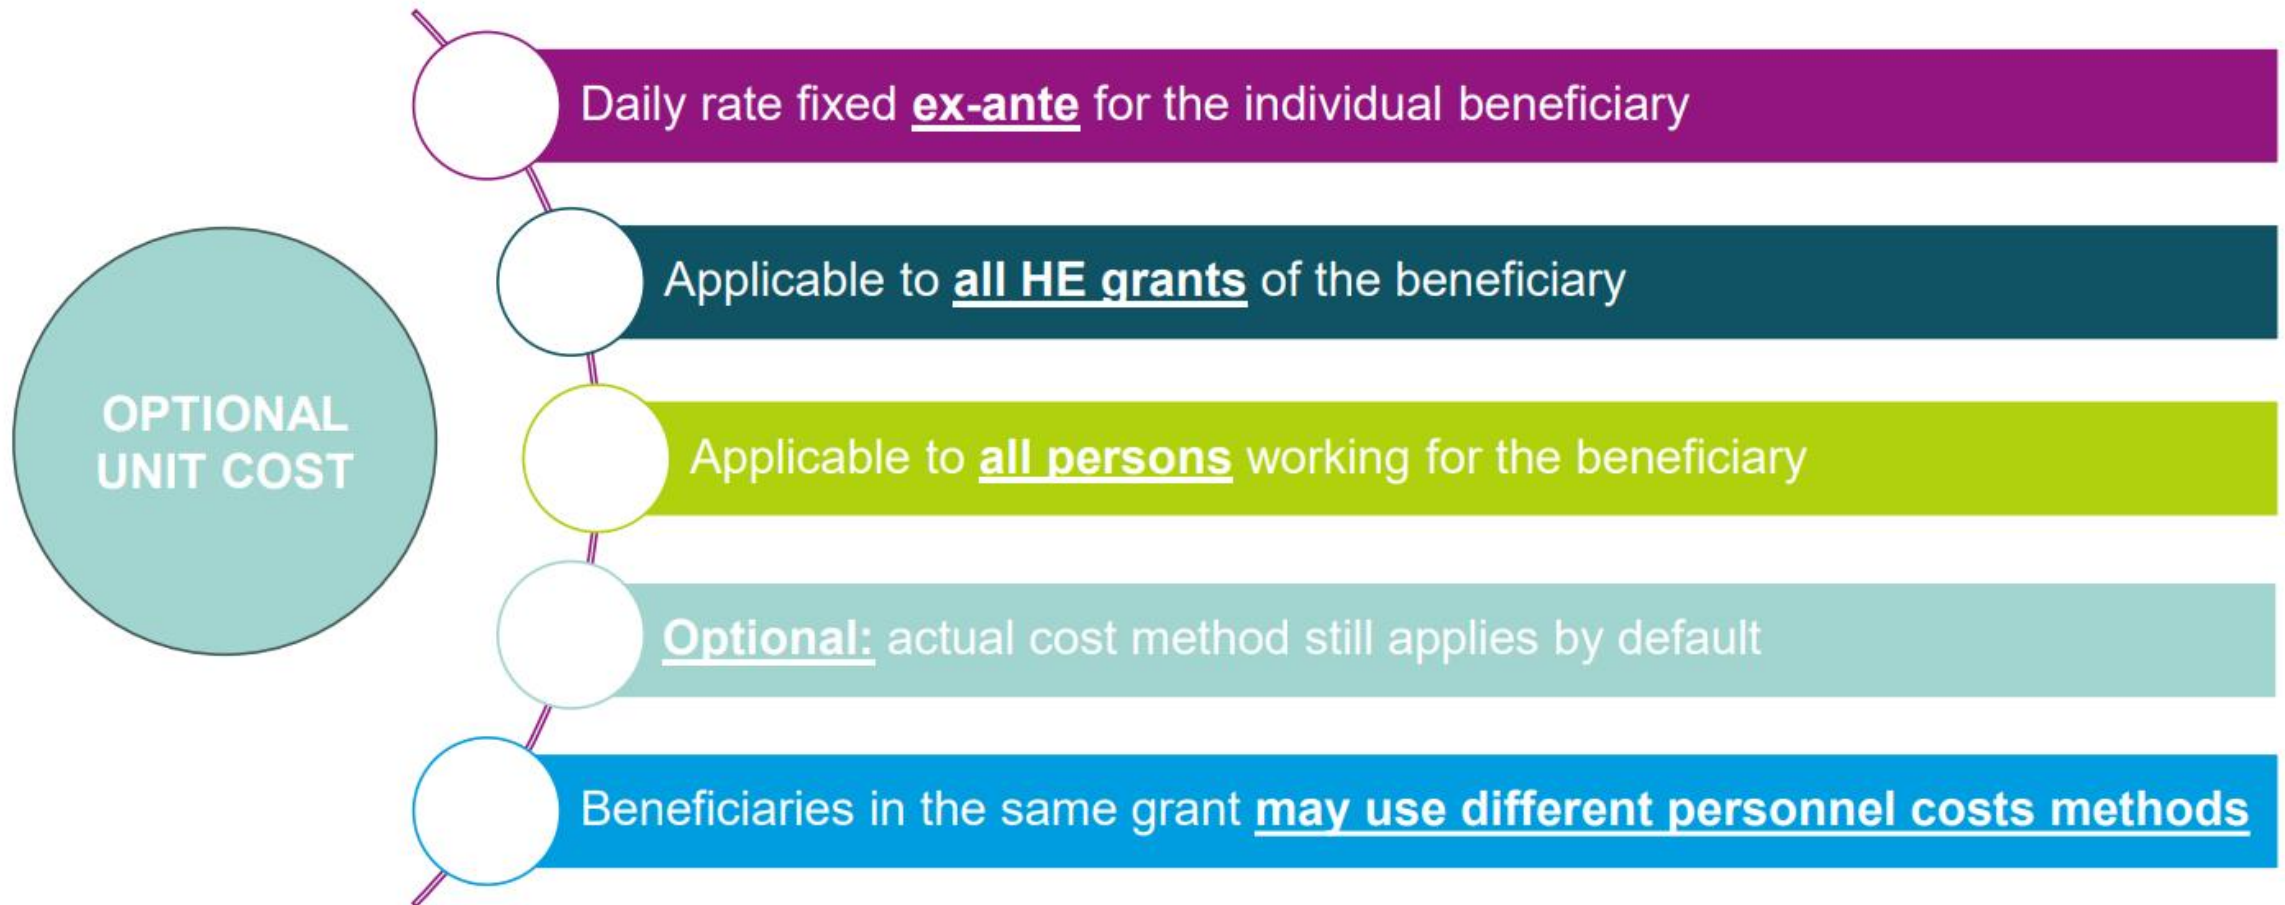 OPTIONAL
UNIT COST
Daily rate fixed ex-ante for the individual beneficiary
Applicable to all HE grants of the beneficiary
Applicable to all persons working for the beneficiary
Optional: actual cost method still applies by default
Beneficiaries in the same grant may use different personnel costs methods